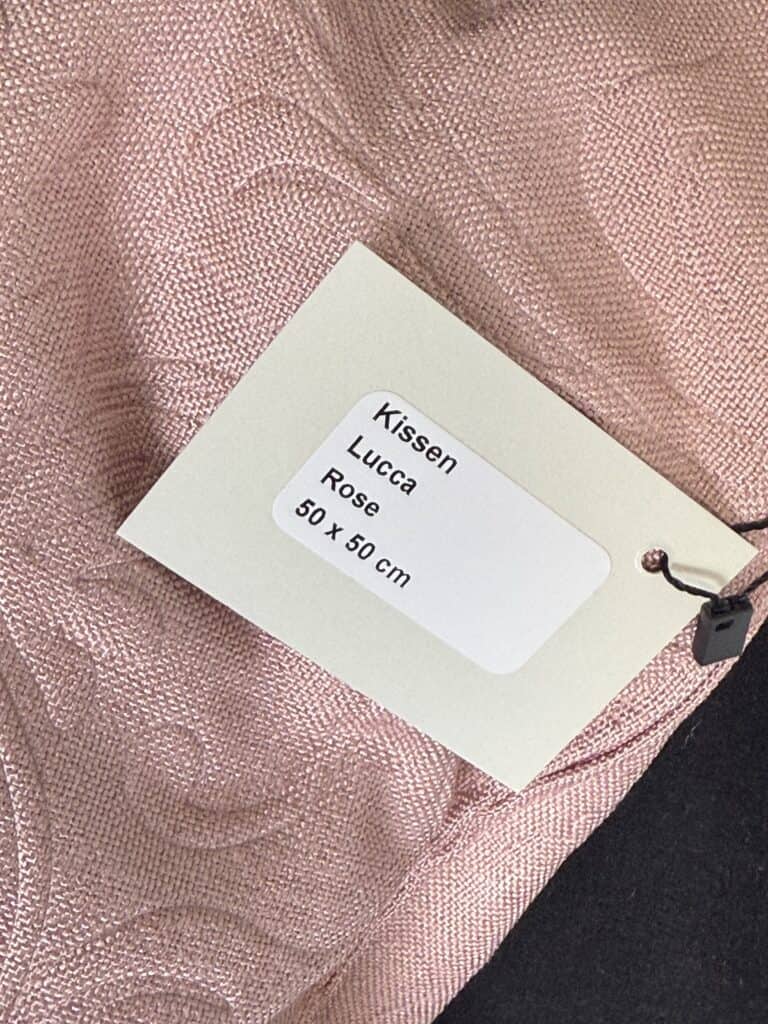 Kissen
Lucca
Rose
50 x 50 cm